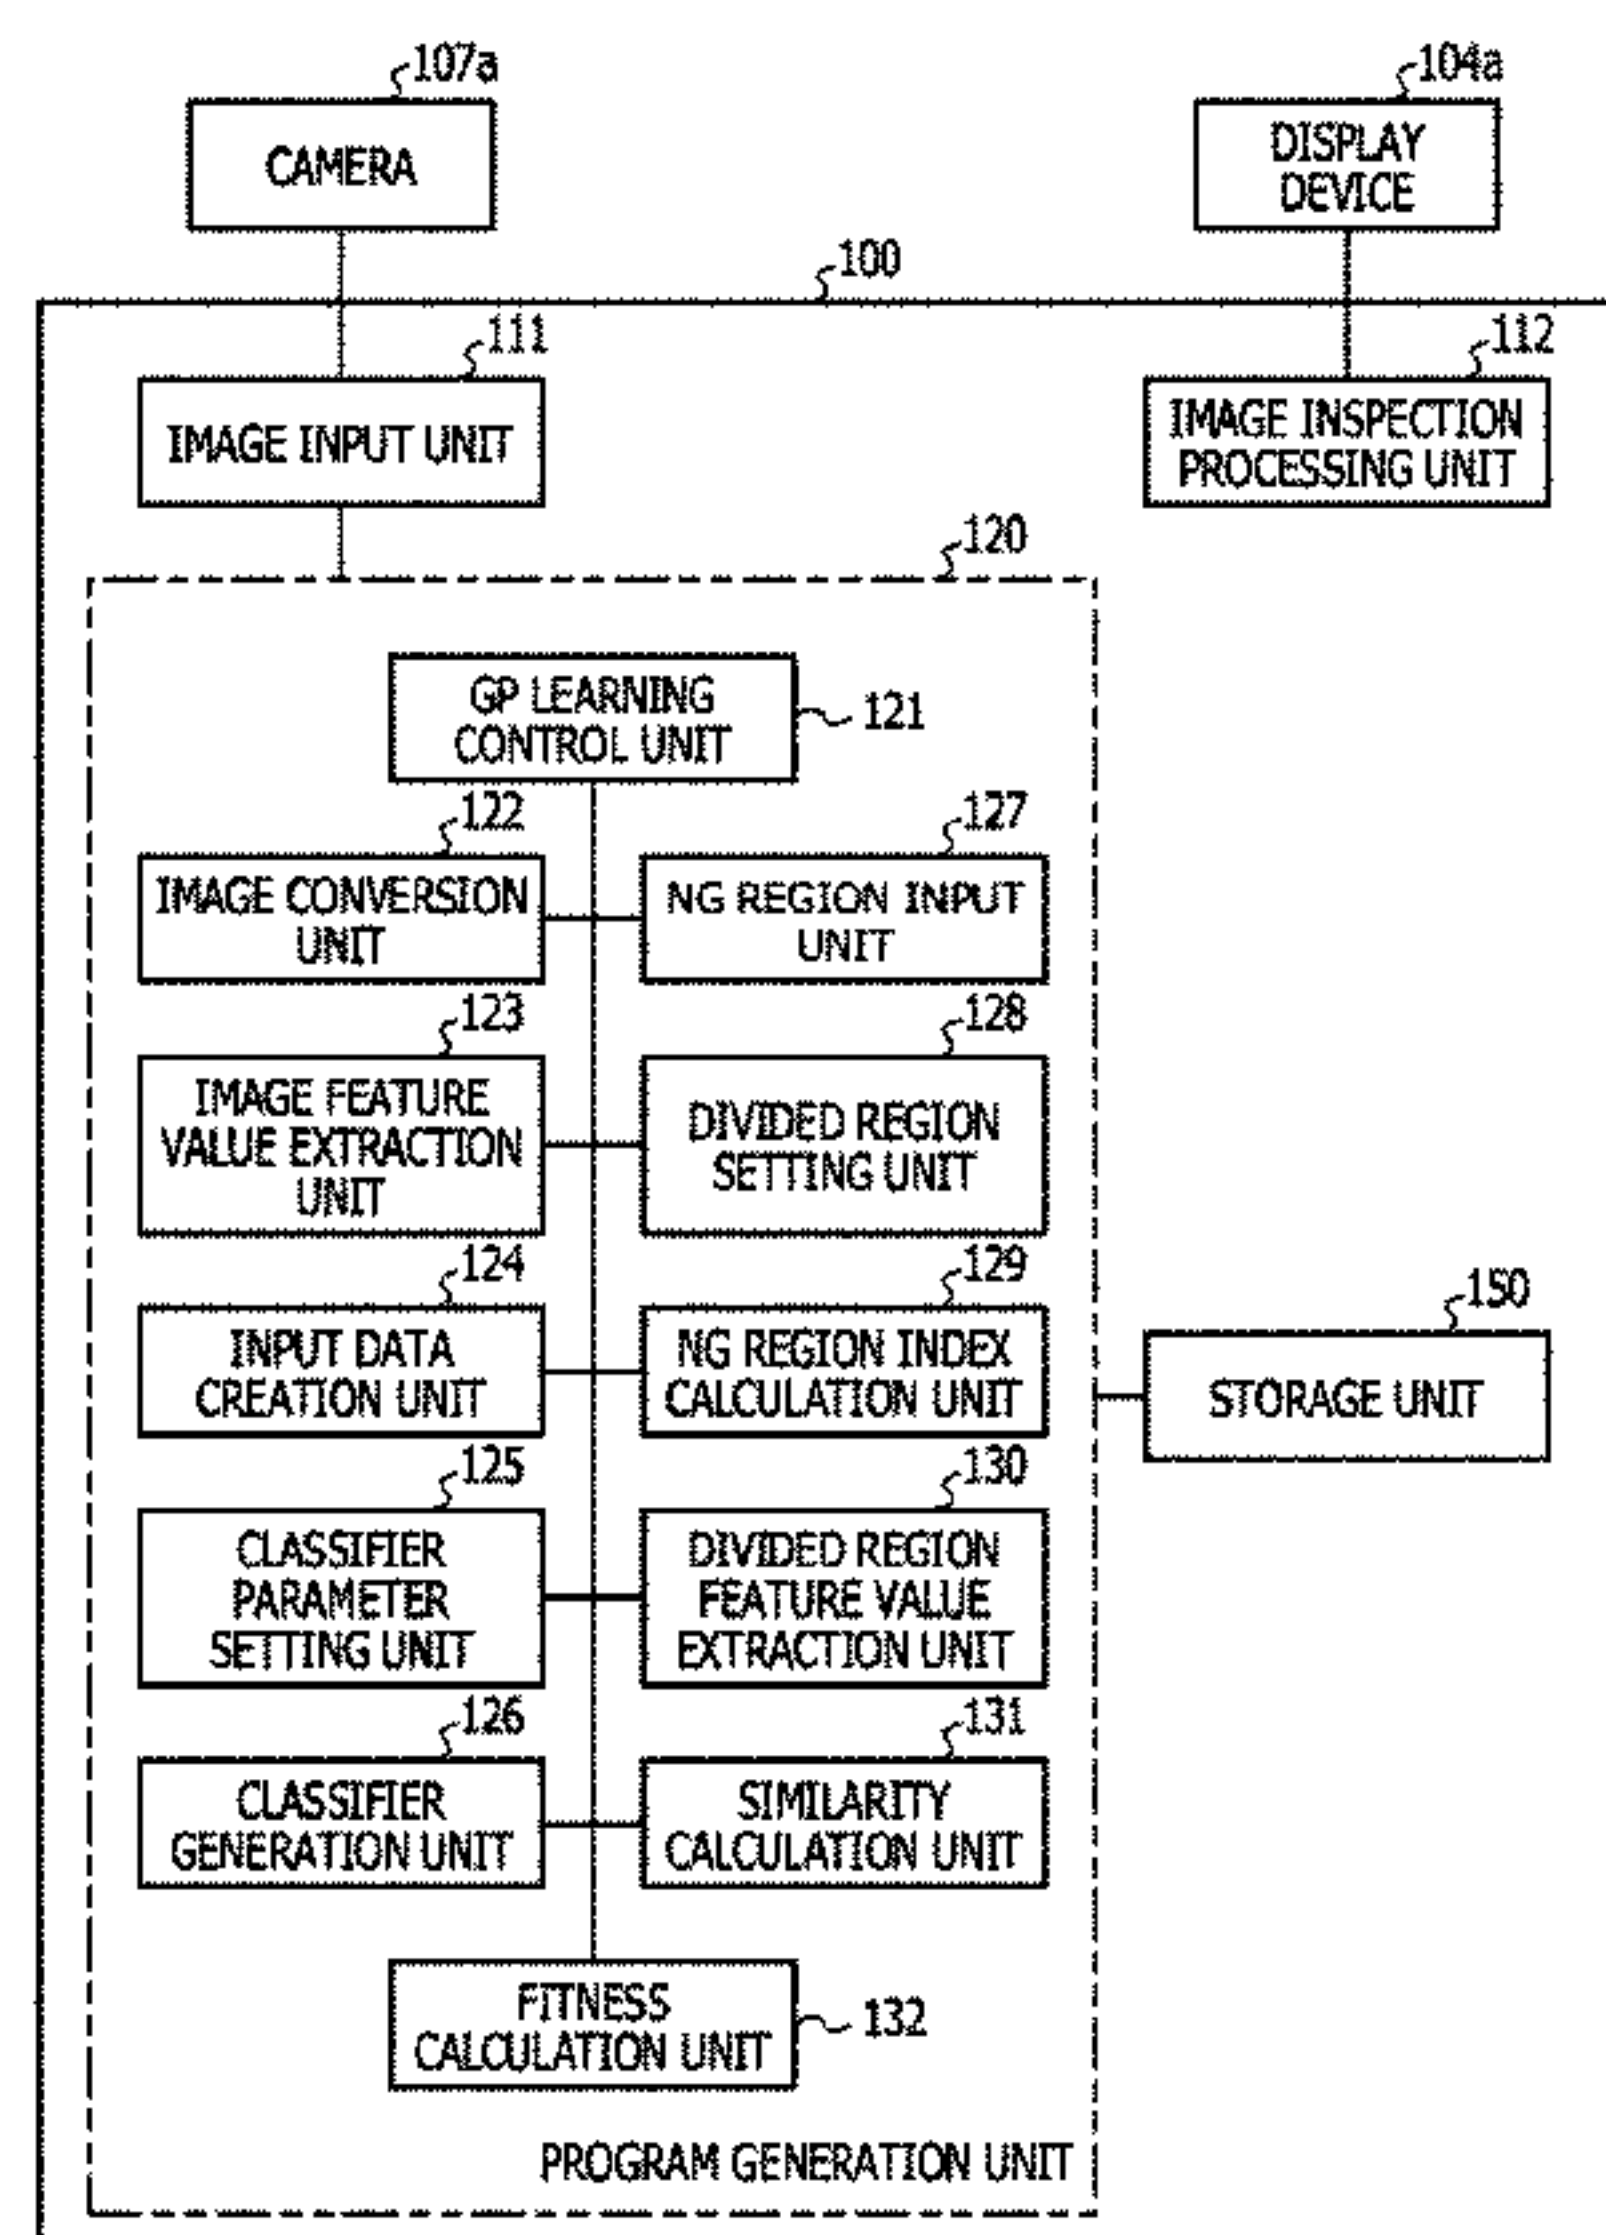 107a
CAMERA
104a
DISPLAY
DEVICE
100
111
IMAGE INPUT UNIT
112
IMAGE INSPECTION
PROCESSING UNIT
120
GP LEARNING
CONTROL UNIT
121
122
IMAGE CONVERSION
UNIT
127
NG REGION INPUT
UNIT
123
IMAGE FEATURE
VALUE EXTRACTION
UNIT
128
DIVIDED REGION
SETTING UNIT
124
INPUT DATA
CREATION UNIT
129
NG REGION INDEX
CALCULATION UNIT
150
STORAGE UNIT
125
CLASSIFIER
PARAMETER
SETTING UNIT
130
DIVIDED REGION
FEATURE VALUE
EXTRACTION UNIT
126
CLASSIFIER
GENERATION UNIT
131
SIMILARITY
CALCULATION UNIT
FITNESS
CALCULATION UNIT
132
PROGRAM GENERATION UNIT